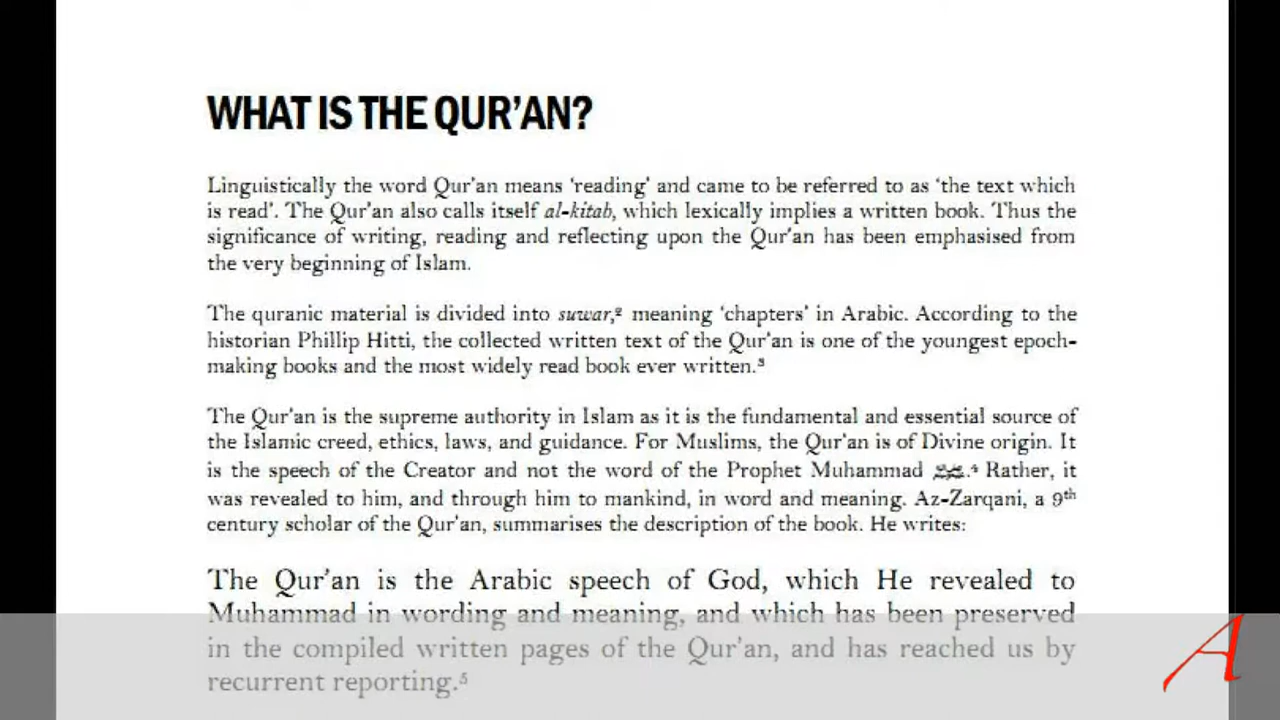 WHAT IS THE QUR'AN?
Linguistically the word Qur'an means 'reading' and came to be referred to as 'the text which
is read'. The Qur'an also calls itself al-kitab, which lexically implies a written book. Thus the
significance of writing, reading and reflecting upon the Qur'an has been emphasised from
the very beginning of Islam.
The quranic material is divided into suwar,² meaning 'chapters' in Arabic. According to the
historian Phillip Hitti, the collected written text of the Qur'an is one of the youngest epoch-
making books and the most widely read book ever written.³
The Qur'an is the supreme authority in Islam as it is the fundamental and essential source of
the Islamic creed, ethics, laws, and guidance. For Muslims, the Qur'an is of Divine origin. It
is the speech of the Creator and not the word of the Prophet Muhammad .⁴ Rather, it
was revealed to him, and through him to mankind, in word and meaning. Az-Zarqani, a 9th
century scholar of the Qur'an, summarises the description of the book. He writes:
The Qur'an is the Arabic speech of God, which He revealed to
Muhammad in wording and meaning, and which has been preserved
in the compiled written pages of the Qur'an, and has reached us by
recurrent reporting.⁵
A